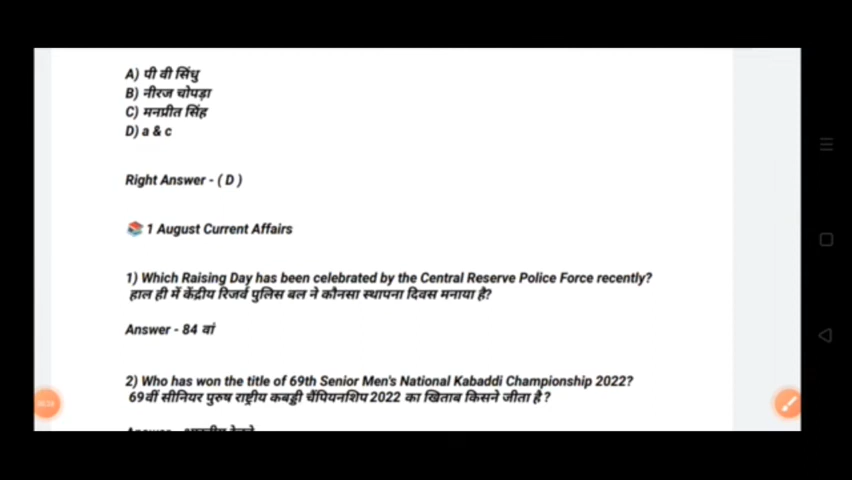 A) पी वी सिंधु
B) नीरज चोपड़ा
C) मनप्रीत सिंह
D) a & c
Right Answer - ( D )
📚 1 August Current Affairs
1) Which Raising Day has been celebrated by the Central Reserve Police Force recently?
हाल ही में केंद्रीय रिजर्व पुलिस बल ने कौनसा स्थापना दिवस मनाया है?
Answer - 84 वां
2) Who has won the title of 69th Senior Men's National Kabaddi Championship 2022?
69वीं सीनियर पुरुष राष्ट्रीय कबड्डी चैंपियनशिप 2022 का खिताब किसने जीता है ?